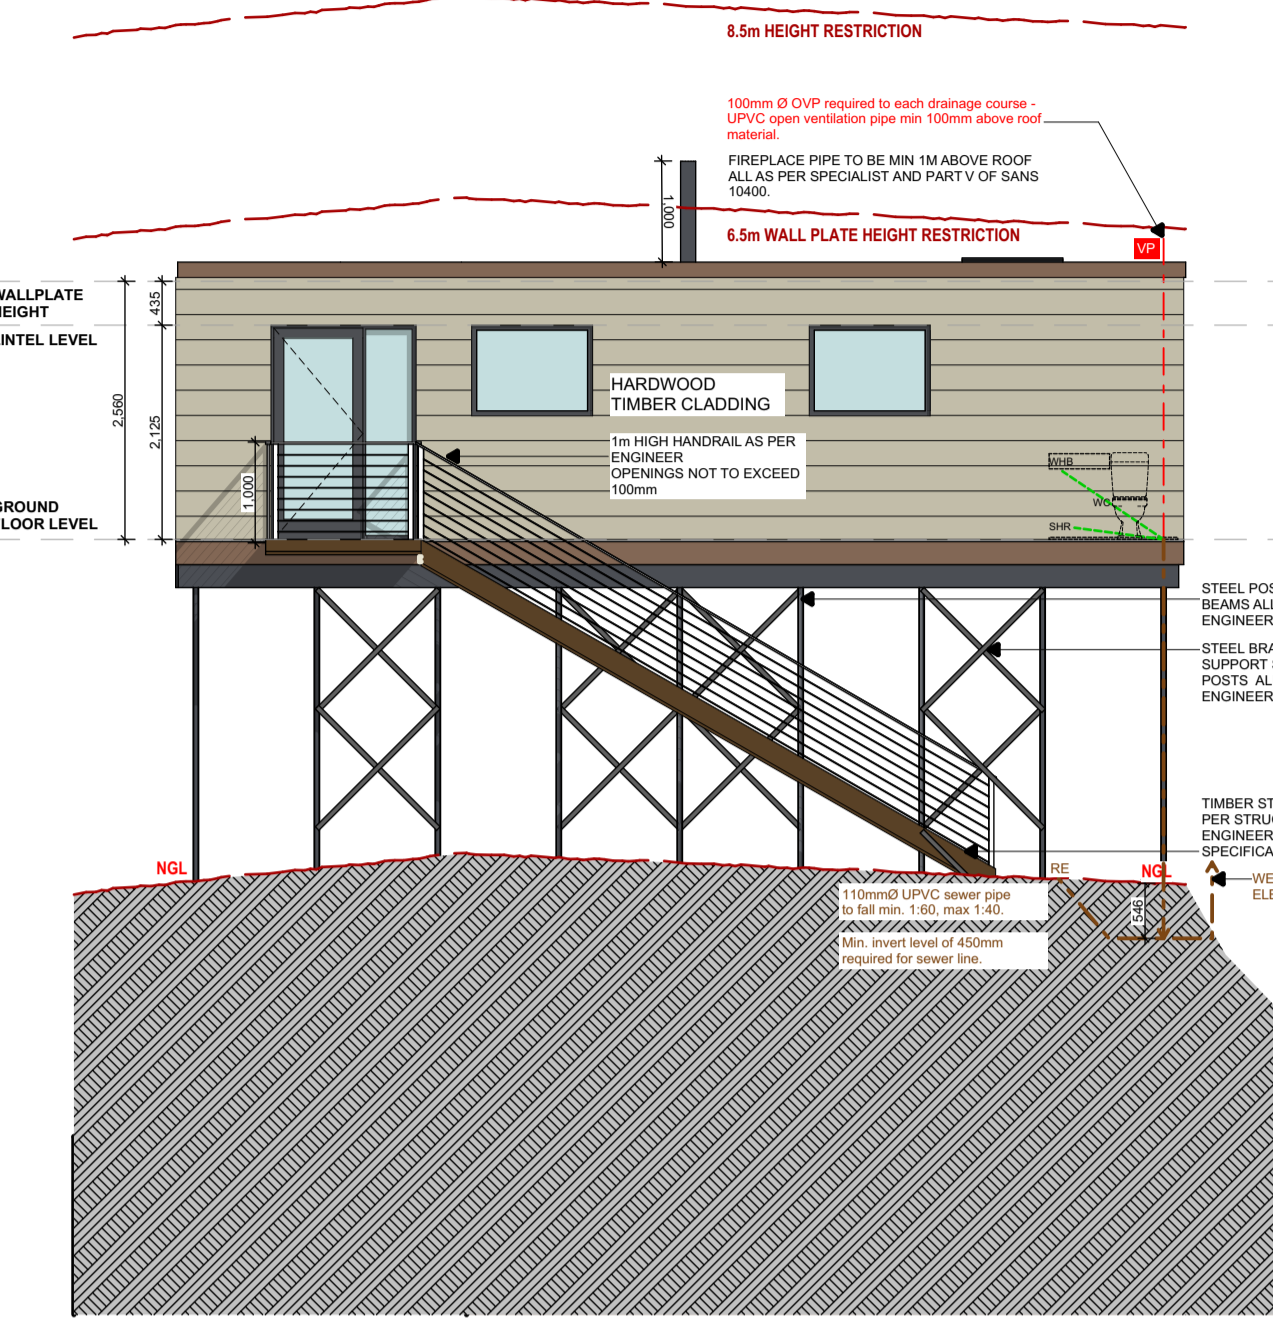 8.5m HEIGHT RESTRICTION
100mm Ø OVP required to each drainage course -
UPVC open ventilation pipe min 100mm above roof
material.
FIREPLACE PIPE TO BE MIN 1M ABOVE ROOF
ALL AS PER SPECIALIST AND PART V OF SANS
10400.
1,000
6.5m WALL PLATE HEIGHT RESTRICTION
VP
WALLPLATE
HEIGHT
LINTEL LEVEL
435
2,560
2,125
HARDWOOD
TIMBER CLADDING
1m HIGH HANDRAIL AS PER
ENGINEER
OPENINGS NOT TO EXCEED
100mm
1,000
WHB
WC
SHR
GROUND
FLOOR LEVEL
STEEL POS
BEAMS ALL
ENGINEER
STEEL BRA
SUPPORT
POSTS AL
ENGINEER
TIMBER ST
PER STRU
ENGINEER
SPECIFICA
NGL
RE
NGL
WE
ELE
546
110mmØ UPVC sewer pipe
to fall min. 1:60, max 1:40.
Min. invert level of 450mm
required for sewer line.